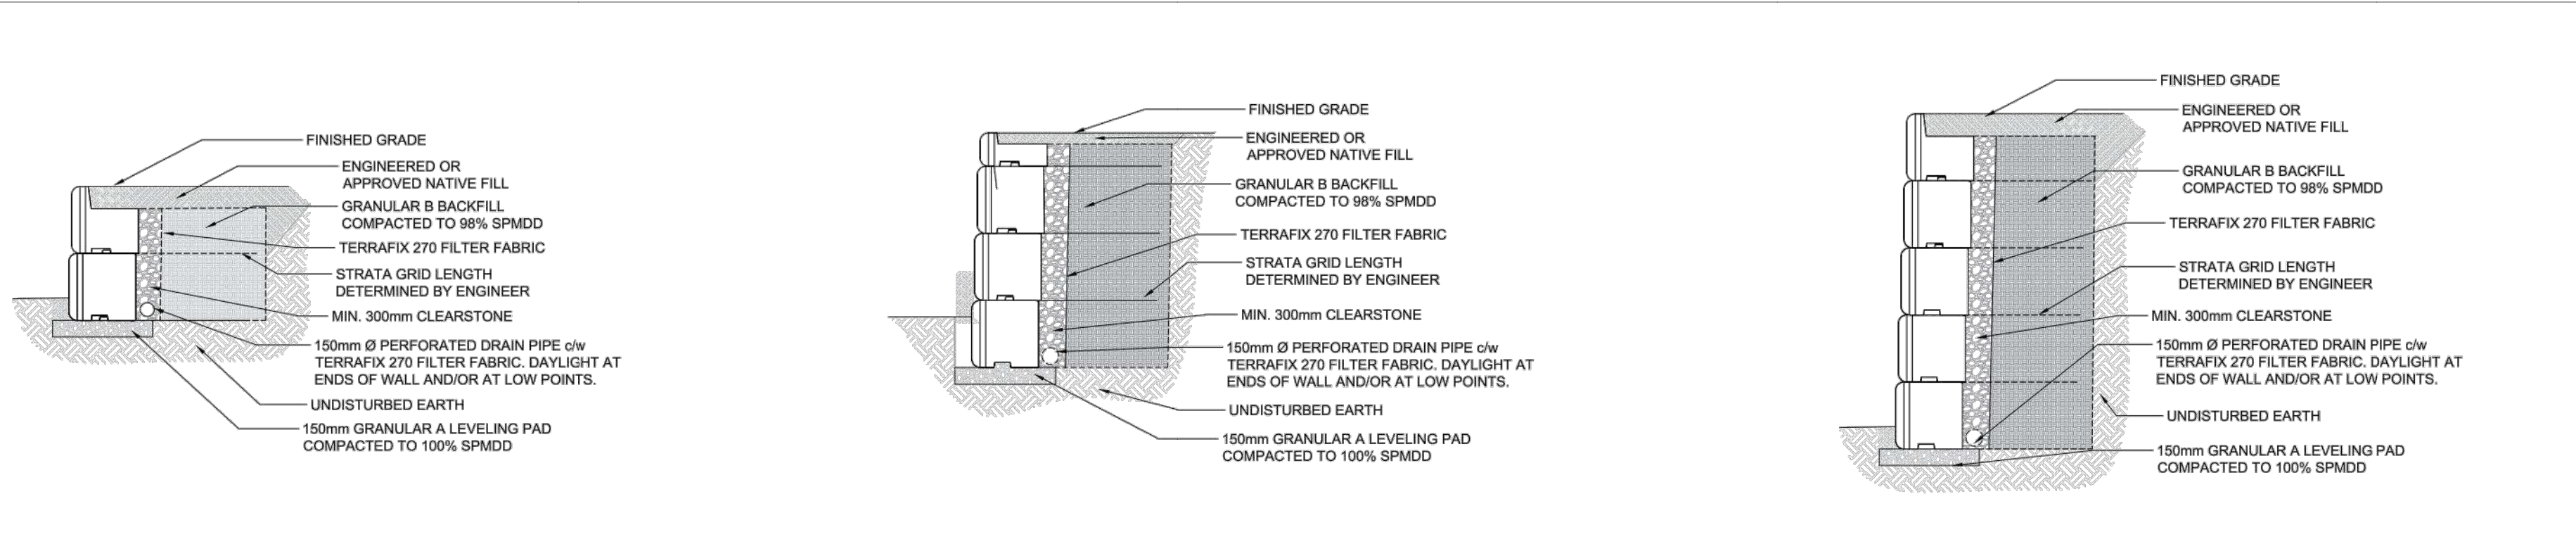 FINISHED GRADE
ENGINEERED OR
APPROVED NATIVE FILL
GRANULAR B BACKFILL
COMPACTED TO 98% SPMDD
TERRAFIX 270 FILTER FABRIC
STRATA GRID LENGTH
DETERMINED BY ENGINEER
MIN. 300mm CLEARSTONE
150mm Ø PERFORATED DRAIN PIPE c/w
TERRAFIX 270 FILTER FABRIC. DAYLIGHT AT
ENDS OF WALL AND/OR AT LOW POINTS.
UNDISTURBED EARTH
150mm GRANULAR A LEVELING PAD
COMPACTED TO 100% SPMDD
FINISHED GRADE
ENGINEERED OR
APPROVED NATIVE FILL
GRANULAR B BACKFILL
COMPACTED TO 98% SPMDD
TERRAFIX 270 FILTER FABRIC
STRATA GRID LENGTH
DETERMINED BY ENGINEER
MIN. 300mm CLEARSTONE
150mm Ø PERFORATED DRAIN PIPE c/w
TERRAFIX 270 FILTER FABRIC. DAYLIGHT AT
ENDS OF WALL AND/OR AT LOW POINTS.
UNDISTURBED EARTH
150mm GRANULAR A LEVELING PAD
COMPACTED TO 100% SPMDD
FINISHED GRADE
ENGINEERED OR
APPROVED NATIVE FILL
GRANULAR B BACKFILL
COMPACTED TO 98% SPMDD
TERRAFIX 270 FILTER FABRIC
STRATA GRID LENGTH
DETERMINED BY ENGINEER
MIN. 300mm CLEARSTONE
150mm Ø PERFORATED DRAIN PIPE c/w
TERRAFIX 270 FILTER FABRIC. DAYLIGHT AT
ENDS OF WALL AND/OR AT LOW POINTS.
UNDISTURBED EARTH
150mm GRANULAR A LEVELING PAD
COMPACTED TO 100% SPMDD